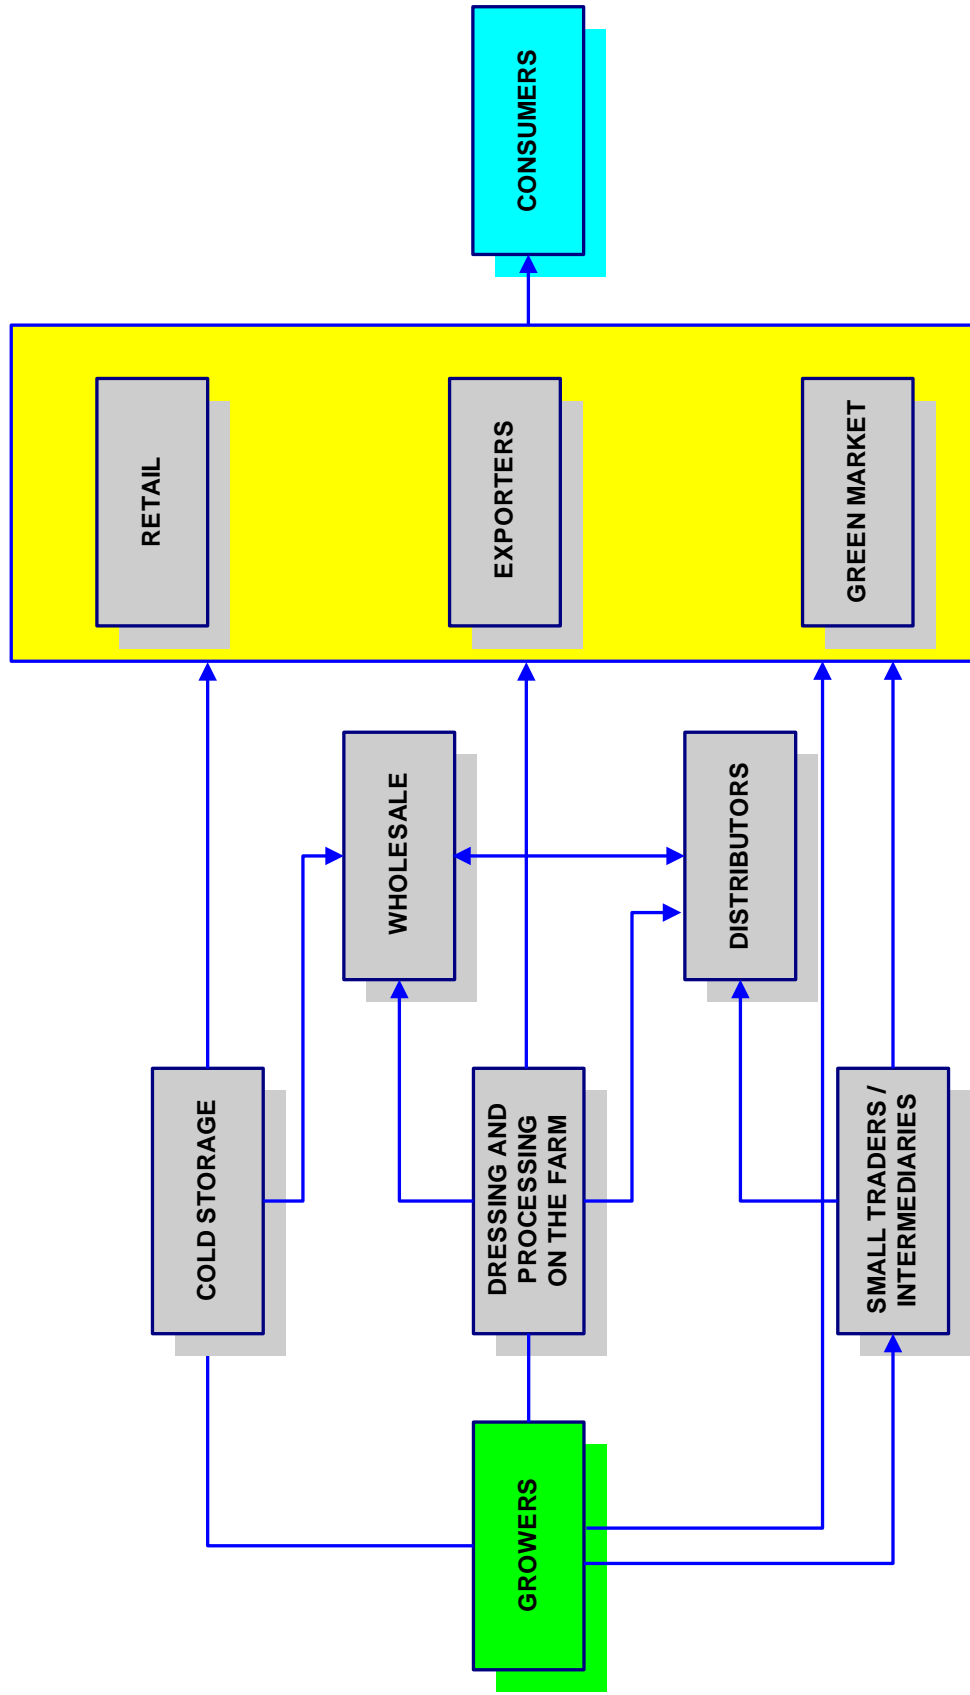 GROWERS
COLD STORAGE
DRESSING AND
PROCESSING
ON THE FARM
SMALL TRADERS /
INTERMEDIARIES
WHOLESALE
DISTRIBUTORS
RETAIL
EXPORTERS
GREEN MARKET
CONSUMERS